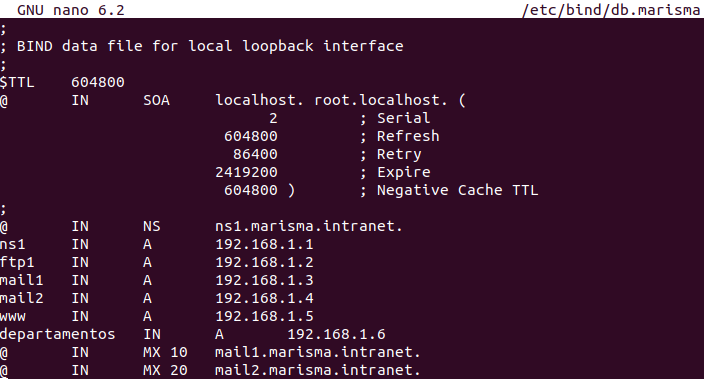 GNU nano 6.2 /etc/bind/db.marisma
;
; BIND data file for local loopback interface
;
$TTL 604800
@ IN SOA localhost. root.localhost. (
2 ; Serial
604800 ; Refresh
86400 ; Retry
2419200 ; Expire
604800 ) ; Negative Cache TTL
;
@ IN NS ns1.marisma.intranet.
ns1 IN A 192.168.1.1
ftp1 IN A 192.168.1.2
mail1 IN A 192.168.1.3
mail2 IN A 192.168.1.4
www IN A 192.168.1.5
departamentos IN A 192.168.1.6
@ IN MX 10 mail1.marisma.intranet.
@ IN MX 20 mail2.marisma.intranet.